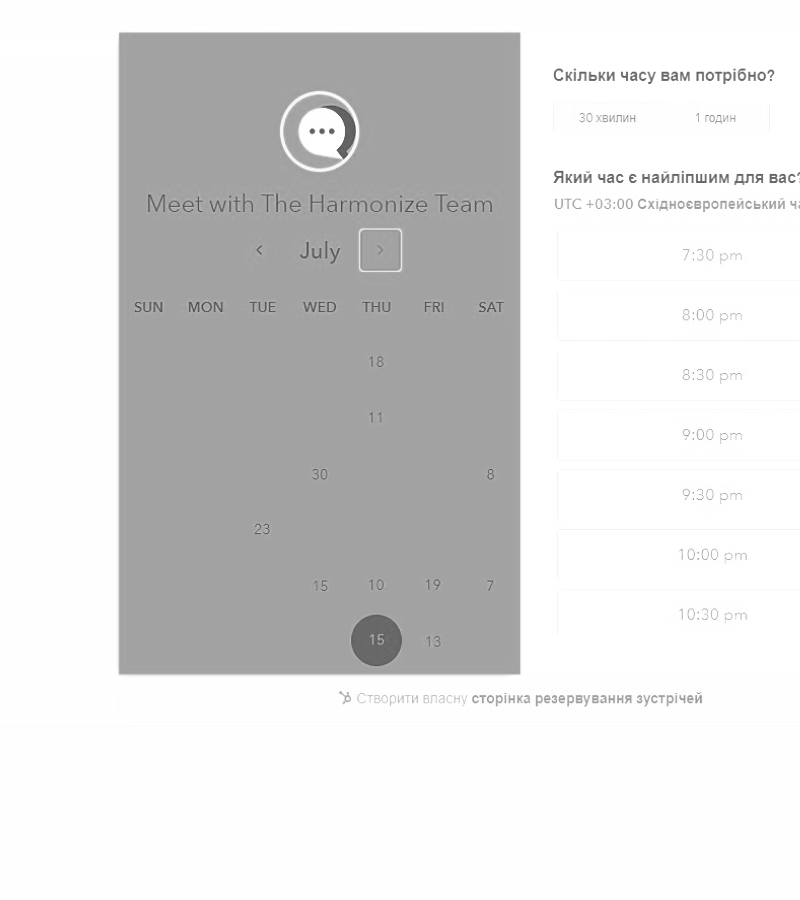 Meet with The Harmonize Team
July
SUN MON TUE WED THU FRI SAT
18
11
30 8
23
15 10 19 7
15 13
Скільки часу вам потрібно?
30 хвилин 1 годин
Який час є найліпшим для вас?
UTC +03:00 Східноєвропейський
7:30 pm
8:00 pm
8:30 pm
9:00 pm
9:30 pm
10:00 pm
10:30 pm
Створити власну сторінка резервування зустрічей